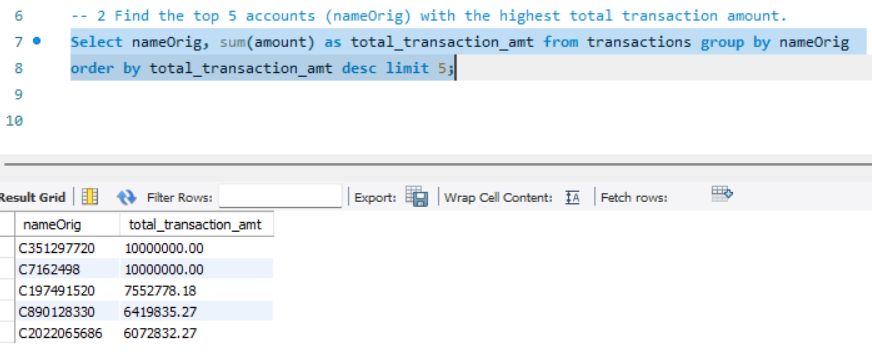 6 -- 2 Find the top 5 accounts (nameOrig) with the highest total transaction amount.
7 Select nameOrig, sum(amount) as total_transaction_amt from transactions group by nameOrig
8 order by total_transaction_amt desc limit 5;
9
10
Result Grid Filter Rows: Export: Wrap Cell Content: IA Fetch rows:
nameOrig total_transaction_amt
C351297720 10000000.00
C7162498 10000000.00
C197491520 7552778.18
C890128330 6419835.27
C2022065686 6072832.27